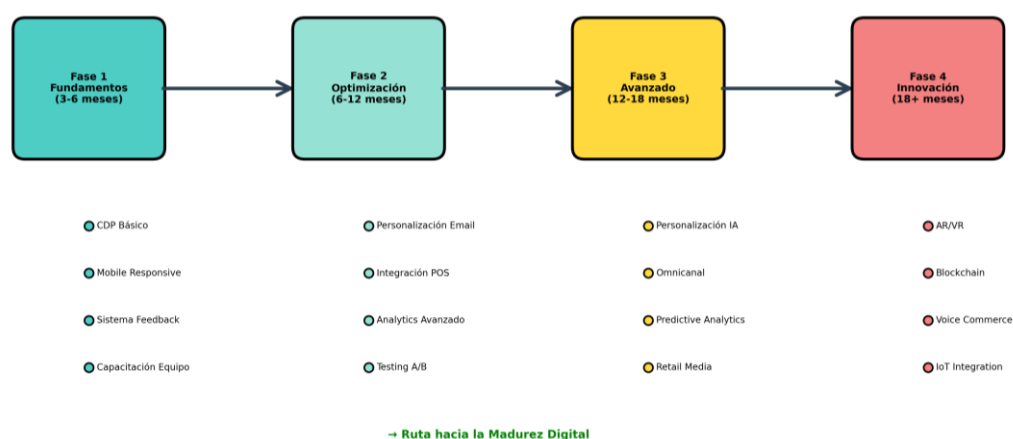 Fase 1
Fundamentos
(3-6 meses)
Fase 2
Optimización
(6-12 meses)
Fase 3
Avanzado
(12-18 meses)
Fase 4
Innovación
(18+ meses)
CDP Básico
Mobile Responsive
Sistema Feedback
Capacitación Equipo
Personalización Email
Integración POS
Analytics Avanzado
Testing A/B
Personalización IA
Omnicanal
Predictive Analytics
Retail Media
AR/VR
Blockchain
Voice Commerce
IoT Integration
→ Ruta hacia la Madurez Digital